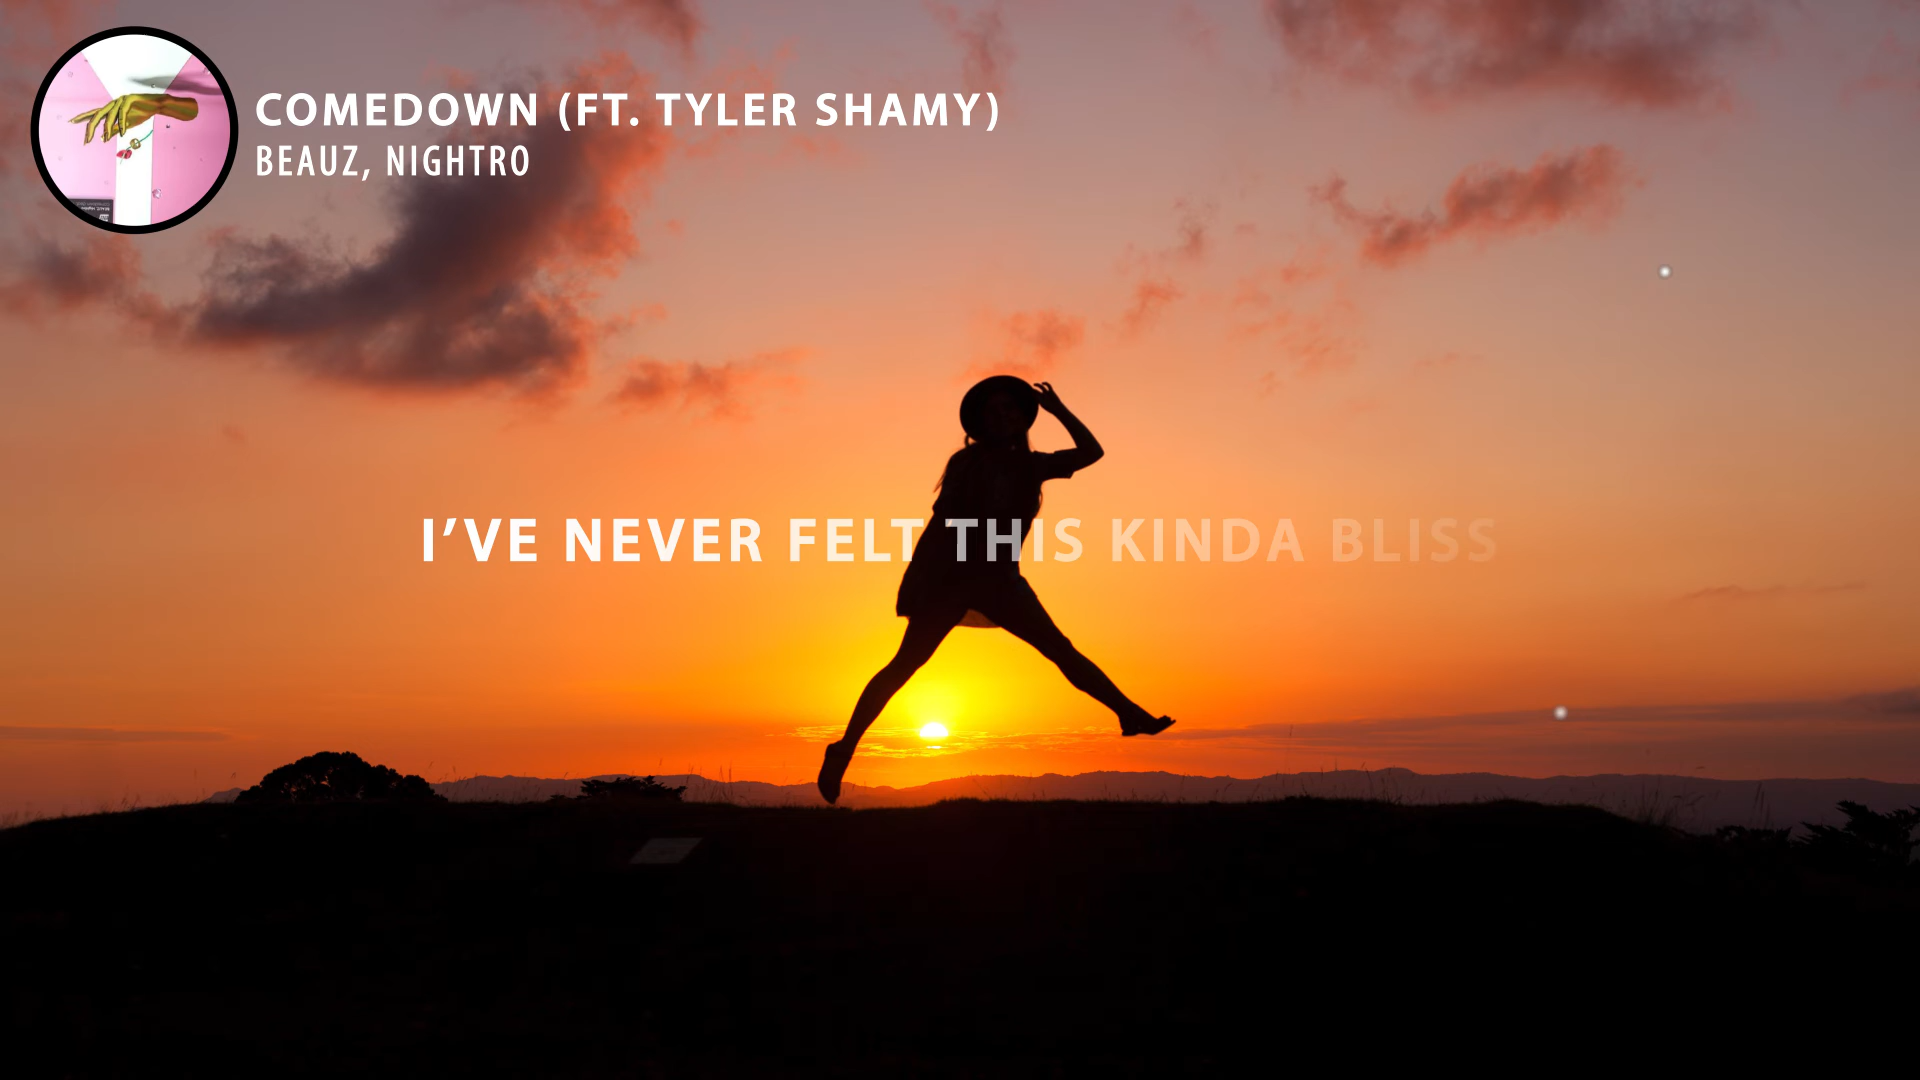 COMEDOWN (FT. TYLER SHAMY)
BEAUZ, NIGHTRO
I’VE NEVER FELT THIS KINDA BLISS